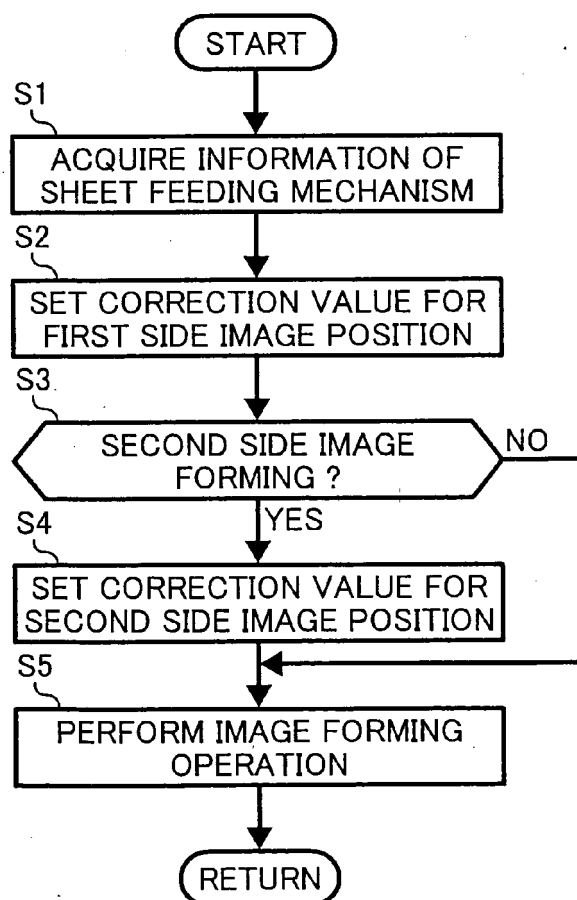 START
S1
ACQUIRE INFORMATION OF
SHEET FEEDING MECHANISM
S2
SET CORRECTION VALUE FOR
FIRST SIDE IMAGE POSITION
S3
SECOND SIDE IMAGE
FORMING ?
NO
YES
S4
SET CORRECTION VALUE FOR
SECOND SIDE IMAGE POSITION
S5
PERFORM IMAGE FORMING
OPERATION
RETURN